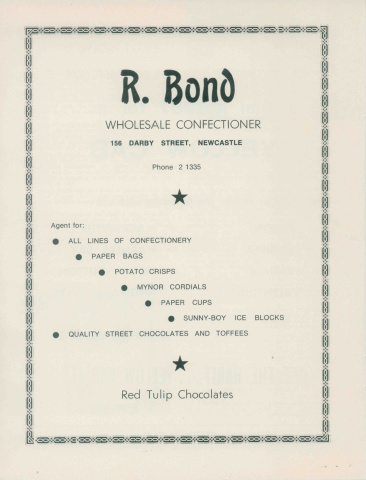 R. Bond
WHOLESALE CONFECTIONER
156 DARBY STREET, NEWCASTLE
Phone 2 1335
Agent for:
ALL LINES OF CONFECTIONERY
PAPER BAGS
POTATO CRISPS
MYNOR CORDIALS
PAPER CUPS
SUNNY-BOY ICE BLOCKS
QUALITY STREET CHOCOLATES AND TOFFEES
Red Tulip Chocolates